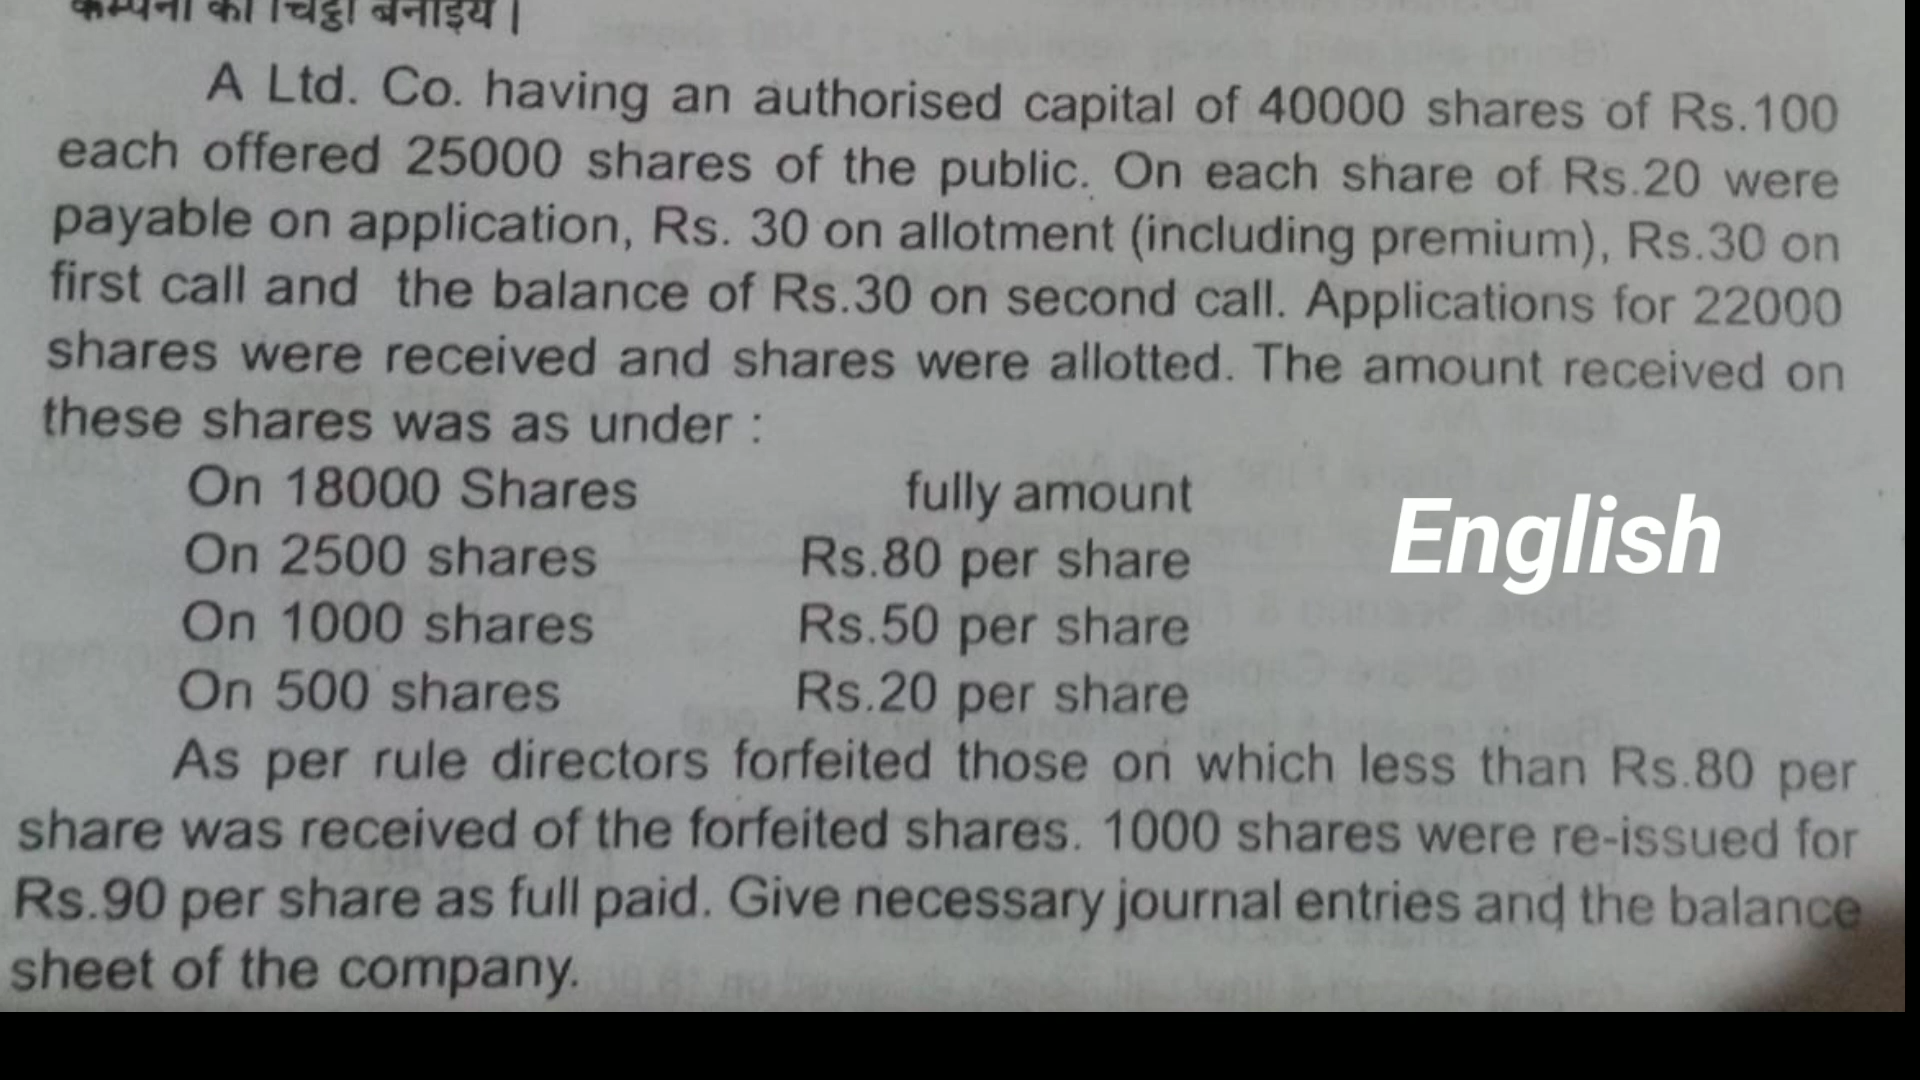 कम्पनी का चिट्ठा बनाइये |
A Ltd. Co. having an authorised capital of 40000 shares of Rs.100
each offered 25000 shares of the public. On each share of Rs.20 were
payable on application, Rs. 30 on allotment (including premium), Rs.30 on
first call and the balance of Rs.30 on second call. Applications for 22000
shares were received and shares were allotted. The amount received on
these shares was as under :
On 18000 Shares fully amount
On 2500 shares Rs.80 per share
English
On 1000 shares Rs.50 per share
On 500 shares Rs.20 per share
As per rule directors forfeited those on which less than Rs.80 per
share was received of the forfeited shares. 1000 shares were re-issued for
Rs.90 per share as full paid. Give necessary journal entries and the balance
sheet of the company.